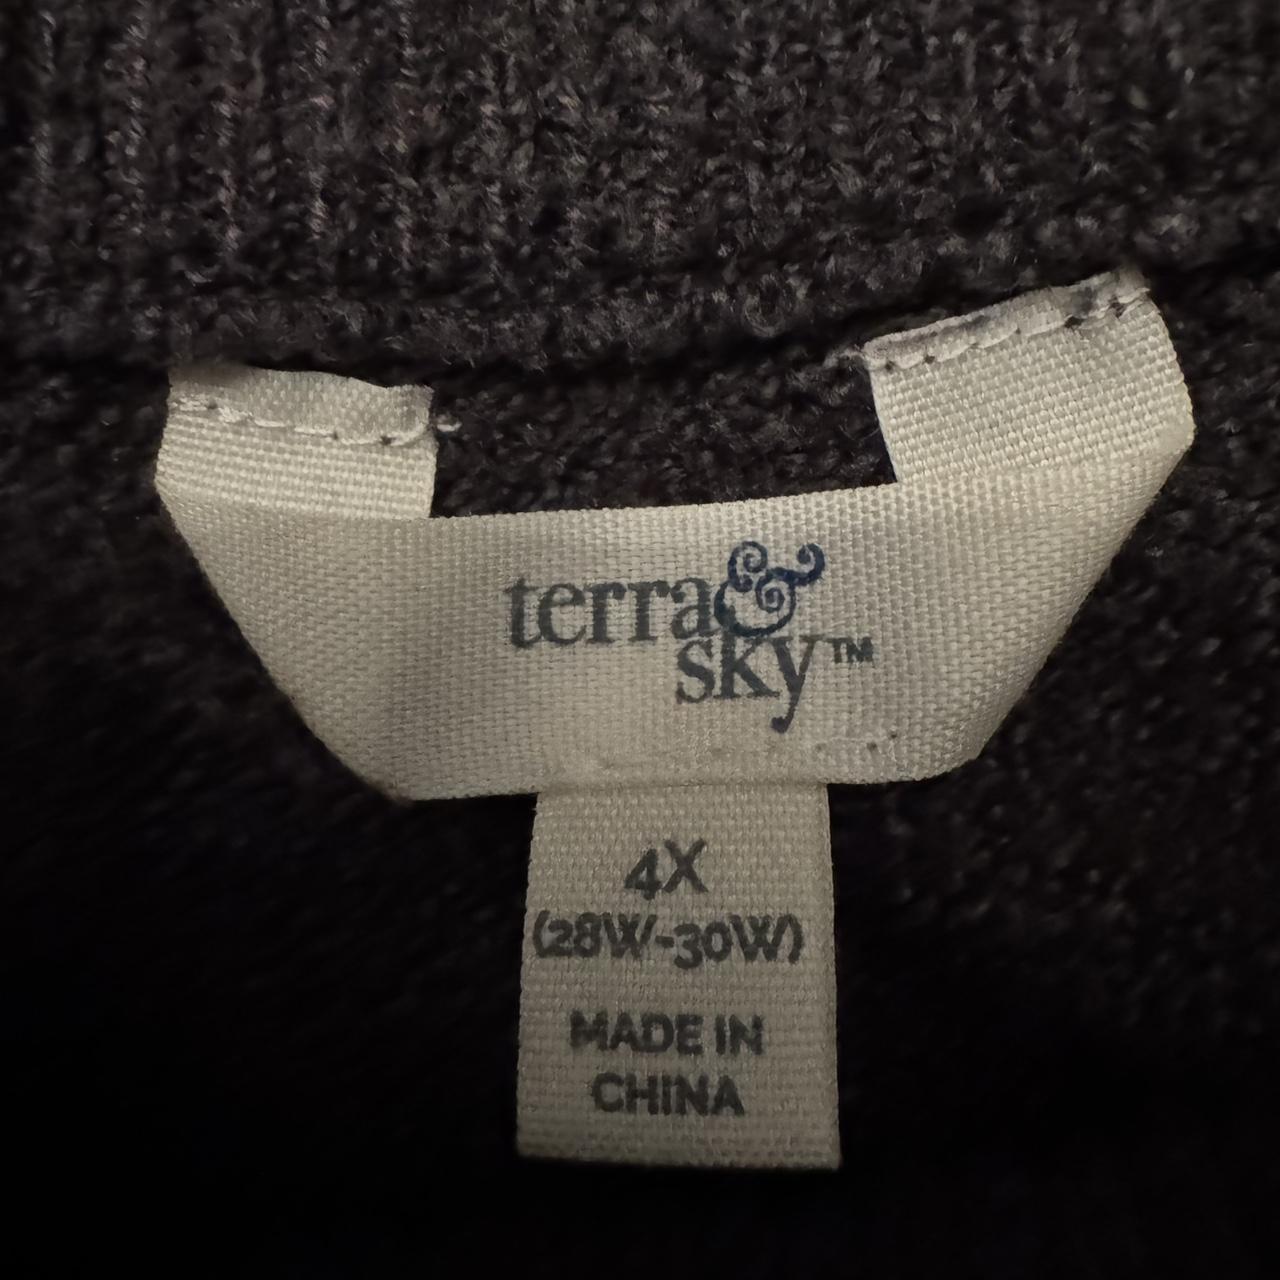 terra&
sky™
4X
(28W-30W)
MADE IN
CHINA